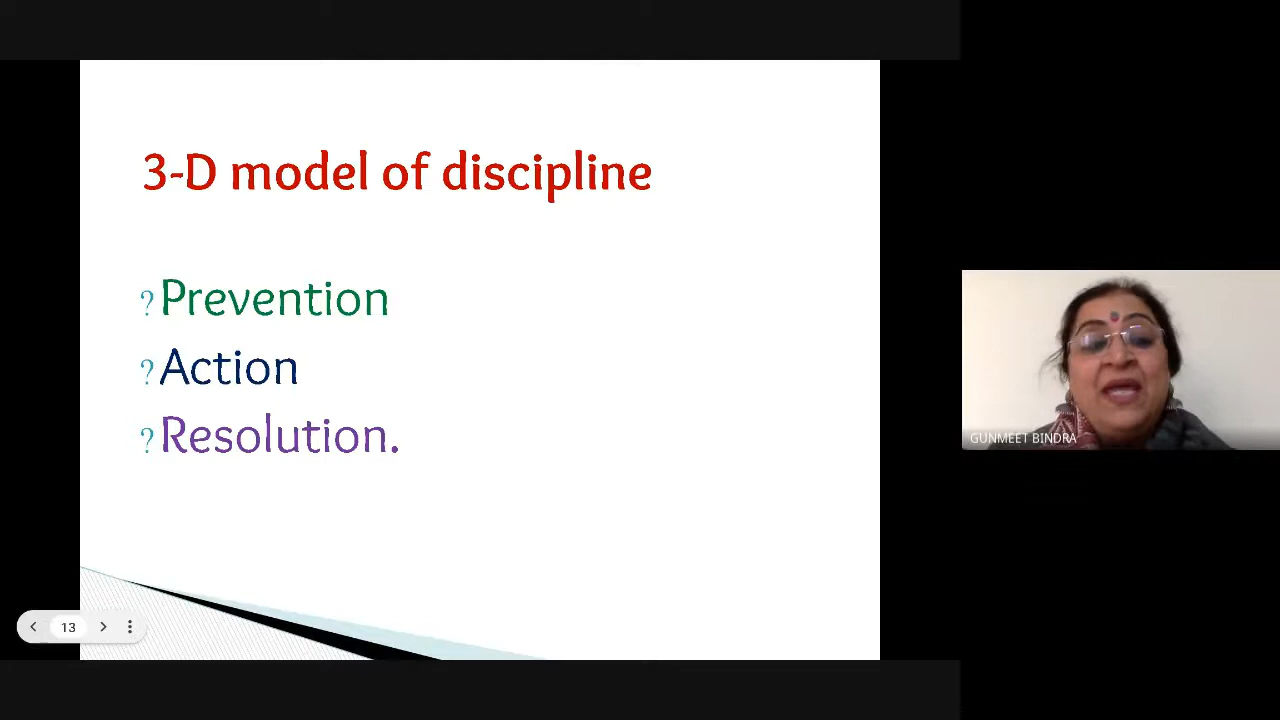 3-D model of discipline
? Prevention
? Action
? Resolution.
GUNMEET BINDRA
13